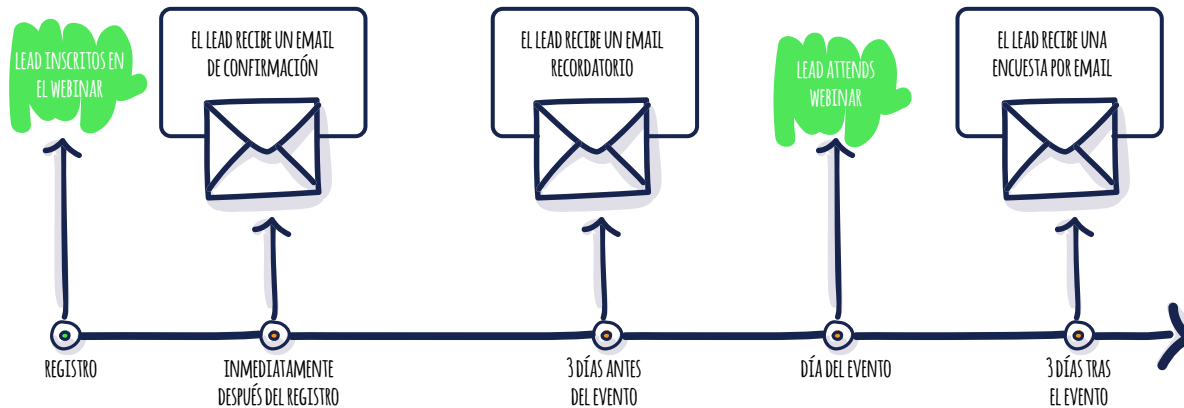 LEAD INSCRITOS EN
EL WEBINAR
EL LEAD RECIBE UN EMAIL
DE CONFIRMACIÓN
EL LEAD RECIBE UN EMAIL
RECORDATORIO
LEAD ATTENDS
WEBINAR
EL LEAD RECIBE UNA
ENCUESTA POR EMAIL
REGISTRO
INMEDIATAMENTE
DESPUÉS DEL REGISTRO
3 DÍAS ANTES
DEL EVENTO
DÍA DEL EVENTO
3 DÍAS TRAS
EL EVENTO